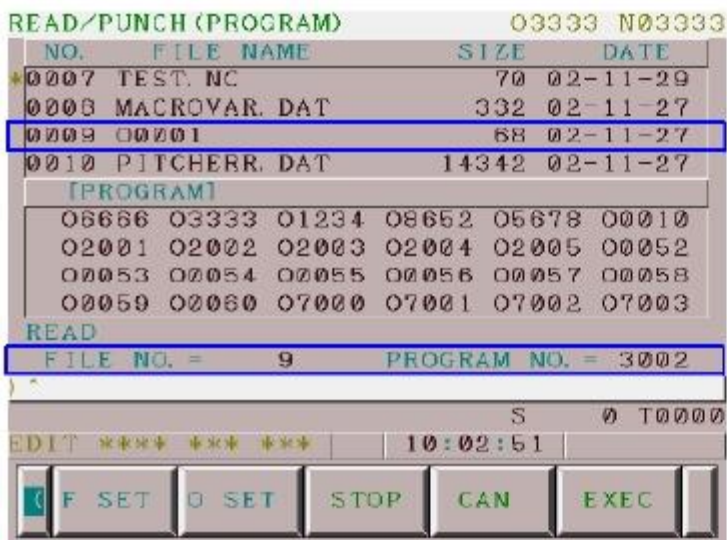 READ/PUNCH (PROGRAM) O3333 N03333
NO. FILE NAME SIZE DATE
*0007 TEST. NC 70 02-11-29
0008 MACROVAR. DAT 332 02-11-27
0009 O0001 68 02-11-27
0010 PITCHERR. DAT 14342 02-11-27
[PROGRAM]
O6666 O3333 O1234 O8652 O5678 O0010
O2001 O2002 O2003 O2004 O2005 O0052
O0053 O0054 O0055 O0056 O0057 O0058
O0059 O0060 O7000 O7001 O7002 O7003
READ
FILE NO. = 9 PROGRAM NO. = 3002
) ^
S 0 T0000
EDIT **** *** *** 10:02:51
( F SET O SET STOP CAN EXEC